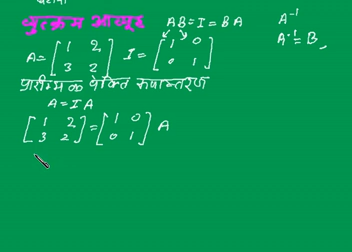 व्युत्क्रम आव्यूह AB = I = BA A⁻¹
A = [1 2; 3 2] I = [1 0; 0 1] A⁻¹ = B,
प्रारम्भिक पंक्ति रूपान्तरण
A = I A
[1 2; 3 2] = [1 0; 0 1] A